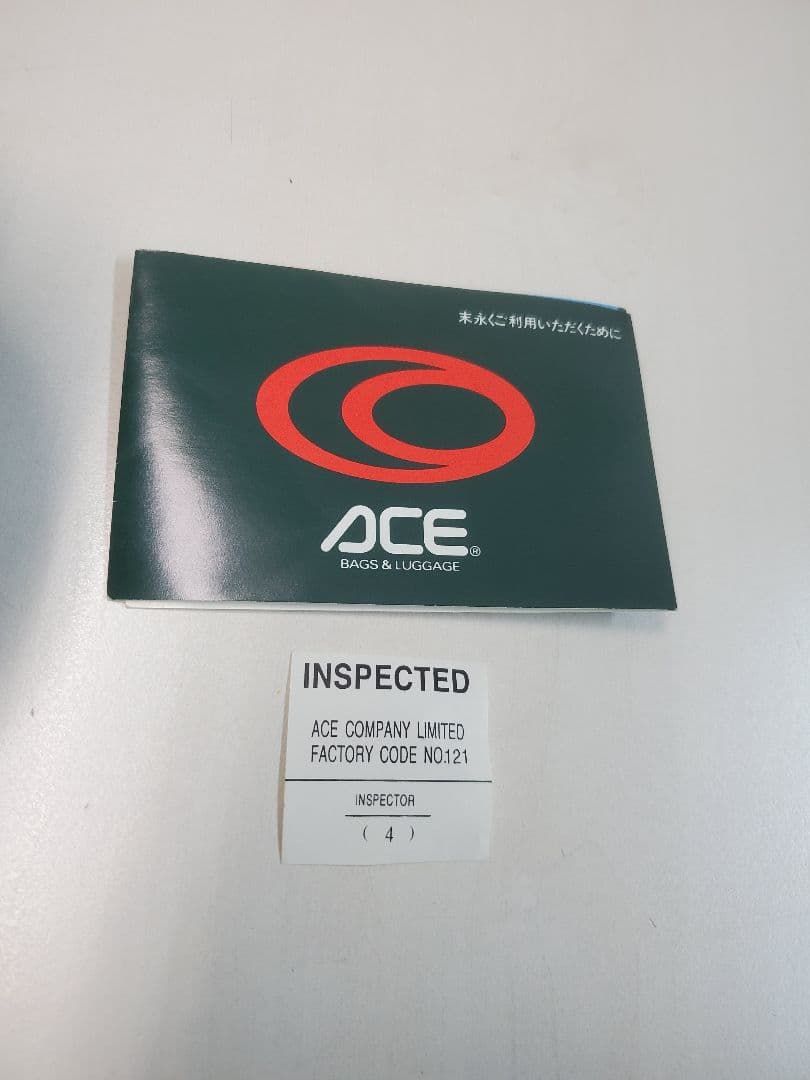 末永くご利用いただくために
ACE®
BAGS & LUGGAGE
INSPECTED
ACE COMPANY LIMITED
FACTORY CODE NO.121
INSPECTOR
( 4 )